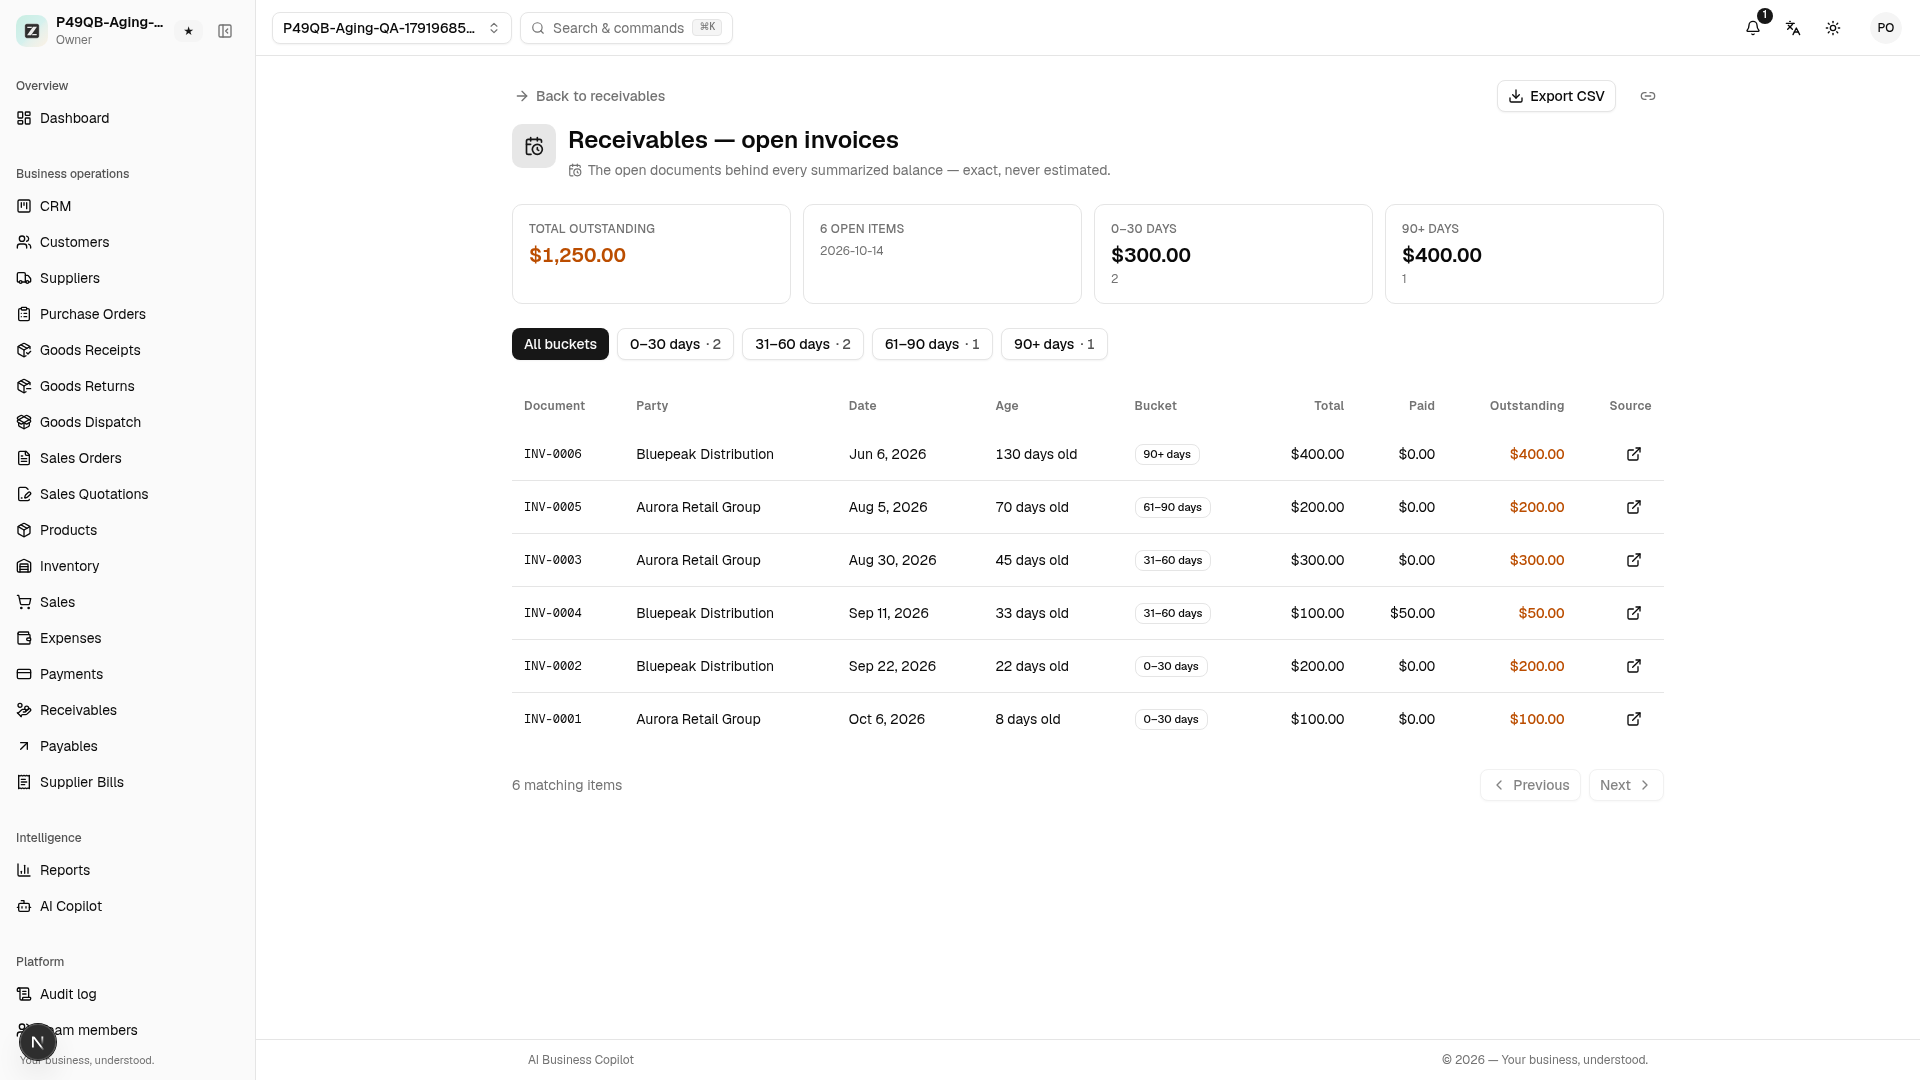 P49QB-Aging-...
Owner
★
P49QB-Aging-QA-17919685...
Search & commands ⌘K
1
PO
Overview
Dashboard
Business operations
CRM
Customers
Suppliers
Purchase Orders
Goods Receipts
Goods Returns
Goods Dispatch
Sales Orders
Sales Quotations
Products
Inventory
Sales
Expenses
Payments
Receivables
Payables
Supplier Bills
Intelligence
Reports
AI Copilot
Platform
Audit log
am members
Your business, understood.
N
Back to receivables
Export CSV
Receivables — open invoices
The open documents behind every summarized balance — exact, never estimated.
TOTAL OUTSTANDING
$1,250.00
6 OPEN ITEMS
2026-10-14
0–30 DAYS
$300.00
2
90+ DAYS
$400.00
1
All buckets 0–30 days · 2 31–60 days · 2 61–90 days · 1 90+ days · 1
Document Party Date Age Bucket Total Paid Outstanding Source
INV-0006 Bluepeak Distribution Jun 6, 2026 130 days old 90+ days $400.00 $0.00 $400.00
INV-0005 Aurora Retail Group Aug 5, 2026 70 days old 61–90 days $200.00 $0.00 $200.00
INV-0003 Aurora Retail Group Aug 30, 2026 45 days old 31–60 days $300.00 $0.00 $300.00
INV-0004 Bluepeak Distribution Sep 11, 2026 33 days old 31–60 days $100.00 $50.00 $50.00
INV-0002 Bluepeak Distribution Sep 22, 2026 22 days old 0–30 days $200.00 $0.00 $200.00
INV-0001 Aurora Retail Group Oct 6, 2026 8 days old 0–30 days $100.00 $0.00 $100.00
6 matching items
Previous Next
AI Business Copilot
© 2026 — Your business, understood.